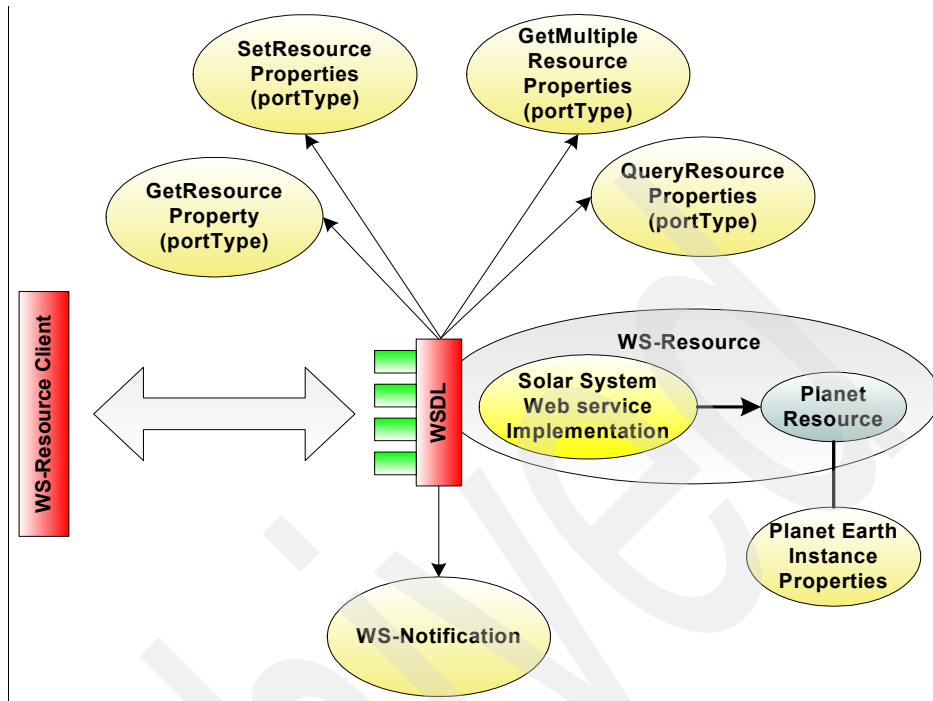 SetResource
Properties
(portType)
GetMultiple
Resource
Properties
(portType)
GetResource
Property
(portType)
QueryResource
Properties
(portType)
WS-Resource Client
WSDL
WS-Resource
Solar System
Web service
Implementation
Planet
Resource
Planet Earth
Instance
Properties
WS-Notification